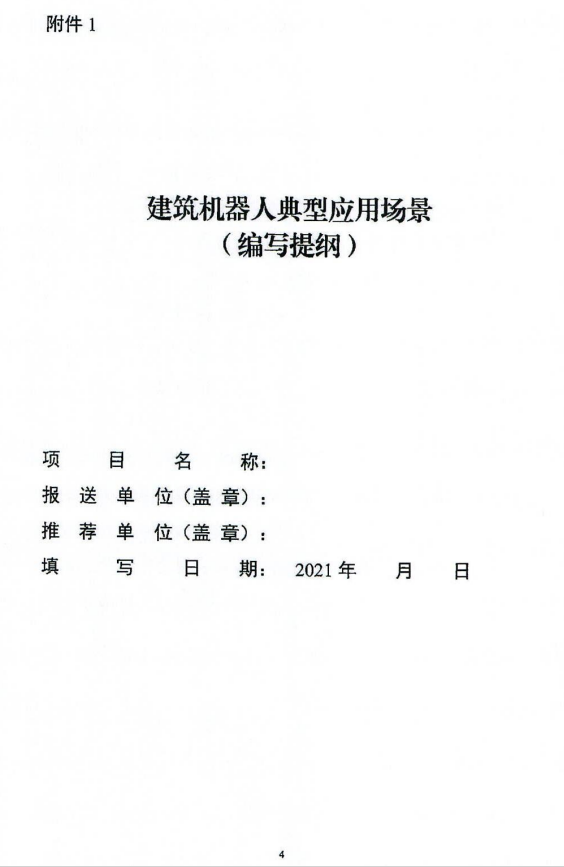 附件 1
建筑机器人典型应用场景
（编写提纲）
项目名称：
报送单位（盖章）：
推荐单位（盖章）：
填写日期： 2021 年 月 日
4